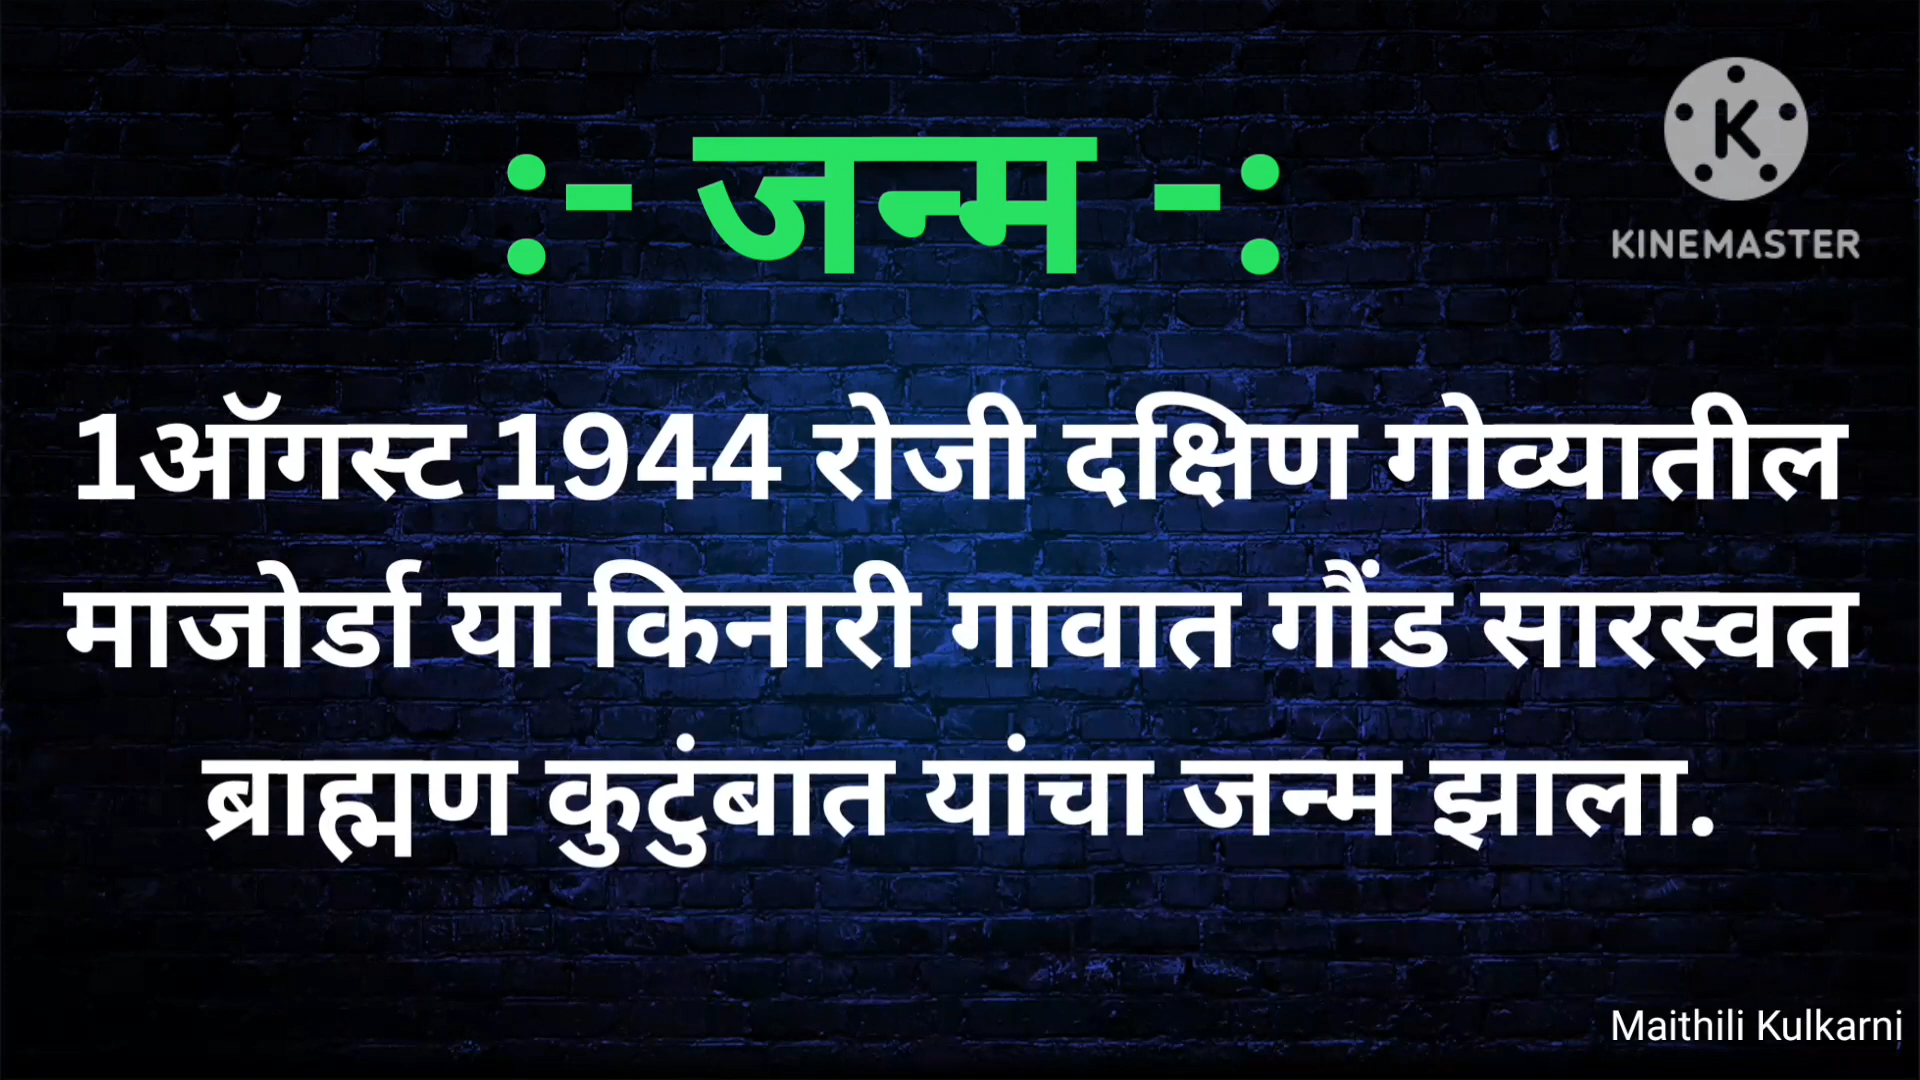 :- जन्म -:
KINEMASTER
1ऑगस्ट 1944 रोजी दक्षिण गोव्यातील
माजोर्डा या किनारी गावात गौंड सारस्वत
ब्राह्मण कुटुंबात यांचा जन्म झाला.
Maithili Kulkarni